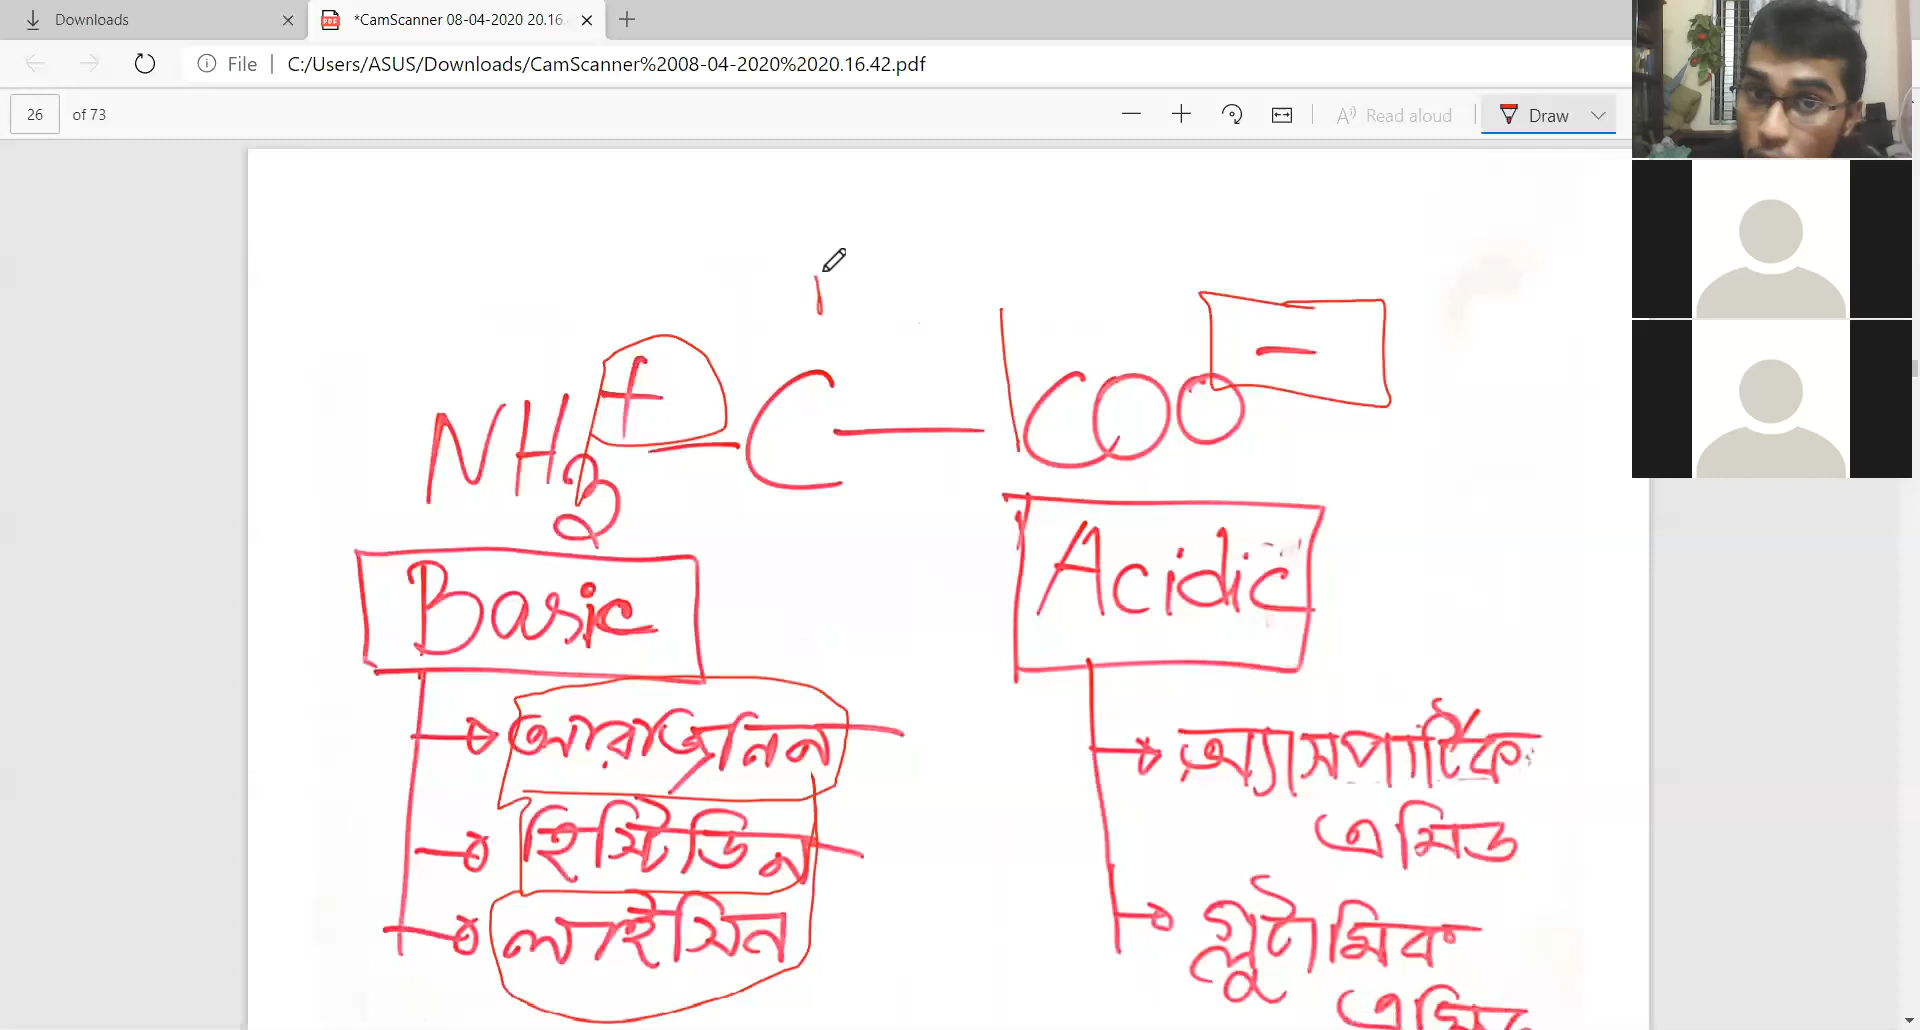 Downloads
*CamScanner 08-04-2020 20.16.
File
C:/Users/ASUS/Downloads/CamScanner%2008-04-2020%2020.16.42.pdf
26 of 73
Read aloud
Draw
NH3+ — C — COO−
Basic
Acidic
আরজিনিন
হিস্টিডিন
লাইসিন
অ্যাসপার্টিক
এসিড
গ্লুটামিক